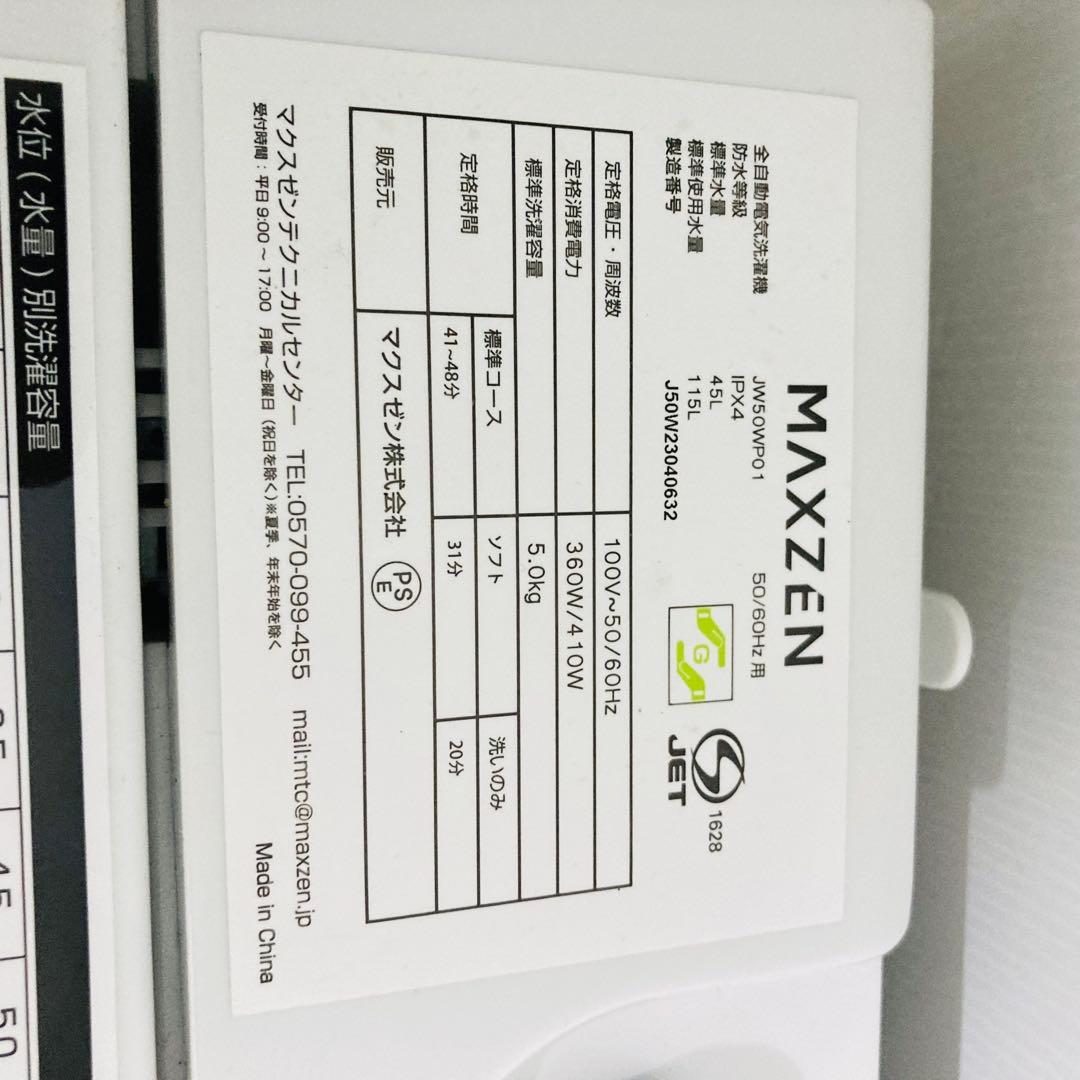 MAXZEN
全自動電気洗濯機 JW50WP01 50/60Hz 用
防水等級 IPX4
標準水量 45L
標準使用水量 115L
製造番号 J50W23040632
G
JET
1628
定格電圧・周波数 100V~50/60Hz
定格消費電力 360W/410W
標準洗濯容量 5.0kg
定格時間 標準コース ソフト 洗いのみ
41~48分 31分 20分
販売元 マクスゼン株式会社 PSE
マクスゼンテクニカルセンター TEL:0570-099-455 mail:mtc@maxzen.jp
受付時間:平日 9:00~17:00 月曜~金曜日(祝日を除く)※夏季、年末年始を除く
Made in China
水位(水量)別洗濯容量
45
50